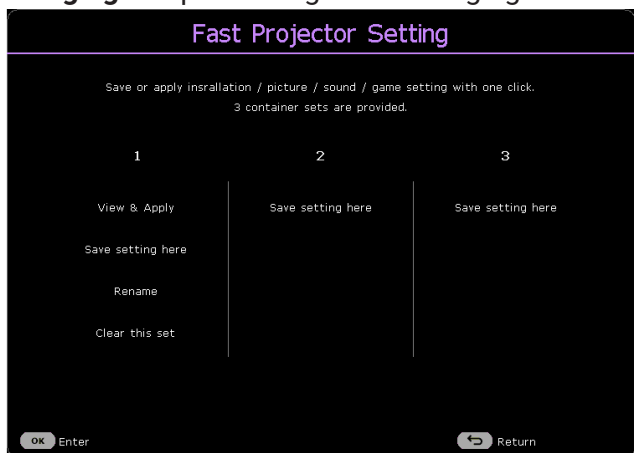 Fast Projector Setting
Save or apply insrallation / picture / sound / game setting with one click.
3 container sets are provided.
1 2 3
View & Apply Save setting here Save setting here
Save setting here
Rename
Clear this set
OK Enter Return